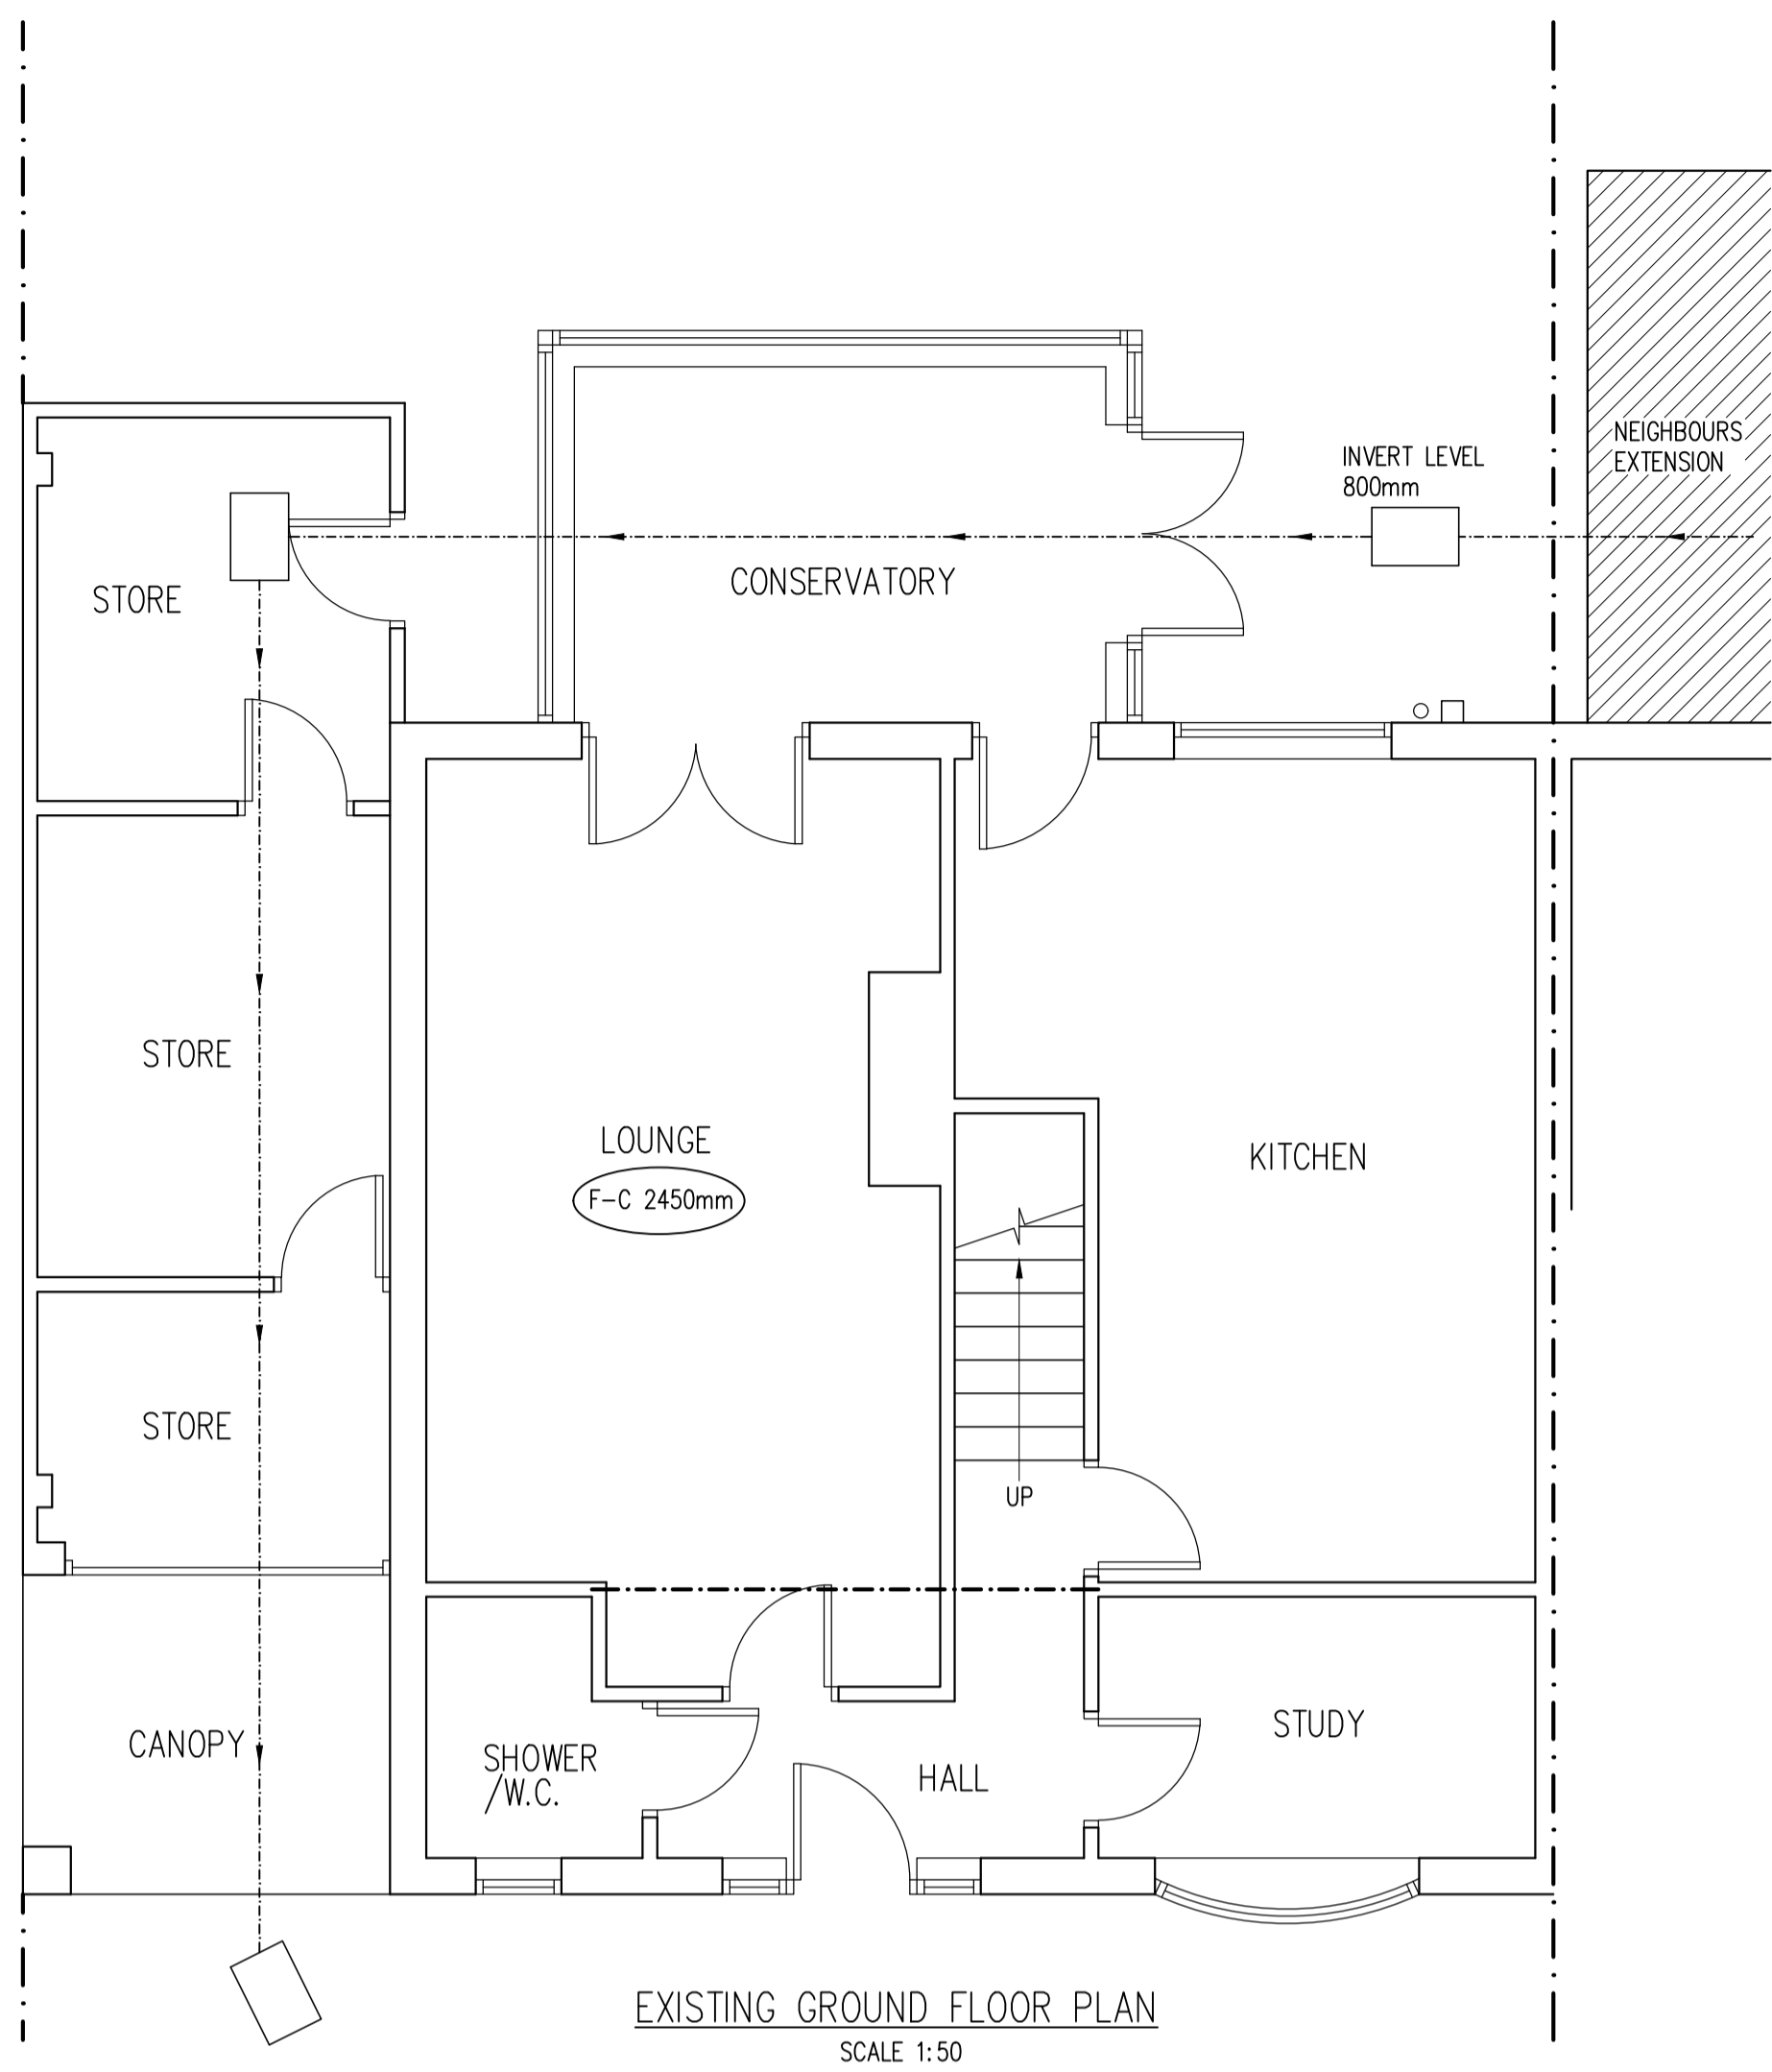 NEIGHBOURS
EXTENSION
INVERT LEVEL
800mm
STORE
CONSERVATORY
STORE
LOUNGE
F-C 2450mm
KITCHEN
STORE
UP
CANOPY
SHOWER
/W.C.
HALL
STUDY
EXISTING GROUND FLOOR PLAN
SCALE 1:50